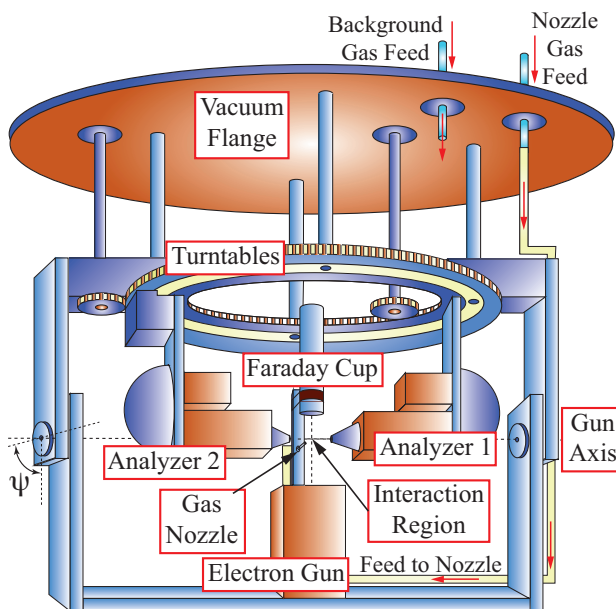 Background
Gas Feed
Nozzle
Gas
Feed
Vacuum
Flange
Turntables
Faraday Cup
Gun
Axis
Analyzer 2
Analyzer 1
ψ
Gas
Nozzle
Interaction
Region
Electron Gun
Feed to Nozzle